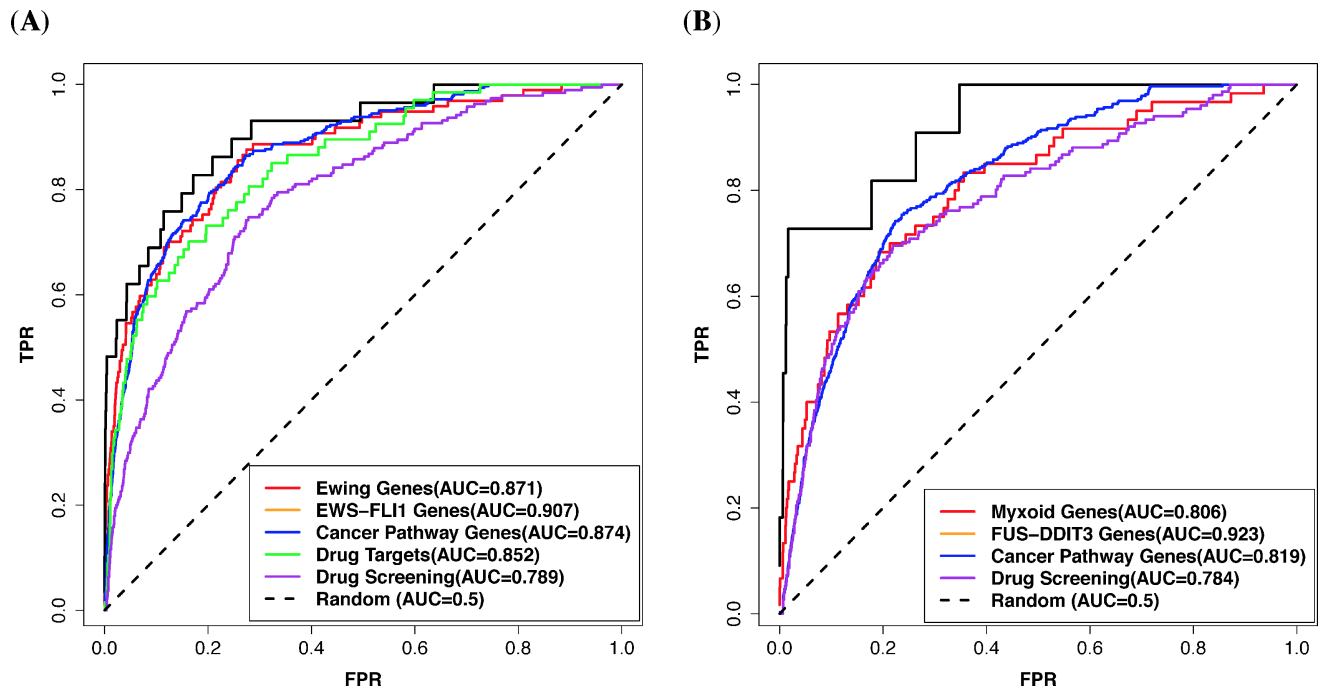 (A)
1.0
0.8
0.6
0.4
0.2
0.0
TPR
0.0
0.2
0.4
0.6
0.8
1.0
FPR
Ewing Genes(AUC=0.871)
EWS−FLI1 Genes(AUC=0.907)
Cancer Pathway Genes(AUC=0.874)
Drug Targets(AUC=0.852)
Drug Screening(AUC=0.789)
Random (AUC=0.5)
(B)
1.0
0.8
0.6
0.4
0.2
0.0
TPR
0.0
0.2
0.4
0.6
0.8
1.0
FPR
Myxoid Genes(AUC=0.806)
FUS−DDIT3 Genes(AUC=0.923)
Cancer Pathway Genes(AUC=0.819)
Drug Screening(AUC=0.784)
Random (AUC=0.5)